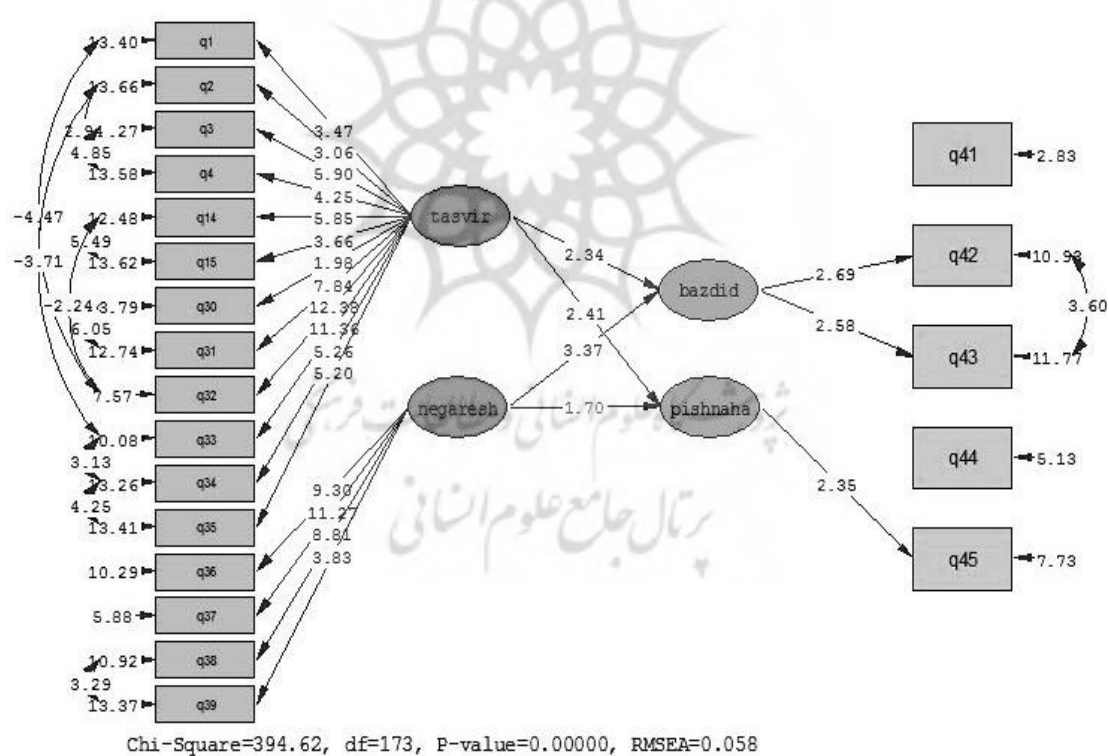 13.40 q1
13.66 q2
2.94 4.27 q3
3.47
3.06
4.85
13.58 q4
5.90
4.25
-4.47
12.48 q14
5.85
tasvir
5.49
13.62 q15
3.66
-3.71
1.98
-2.24 3.79 q30
7.84
6.05
12.74 q31
12.38
11.36
7.57 q32
5.26
5.20
10.08 q33
negaresh
3.13
13.26 q34
4.25
13.41 q35
9.30
11.27
8.81
3.83
10.29 q36
5.88 q37
10.92 q38
3.29
13.37 q39
2.34
2.41
3.37
1.70
bazdid
pishnaha
2.69
2.58
2.35
q41 2.83
q42 10.93
3.60
q43 11.77
q44 5.13
q45 7.73
پژوهشگاه علوم انسانی و مطالعات فرهنگی
پرتال جامع علوم انسانی
Chi-Square=394.62, df=173, P-value=0.00000, RMSEA=0.058